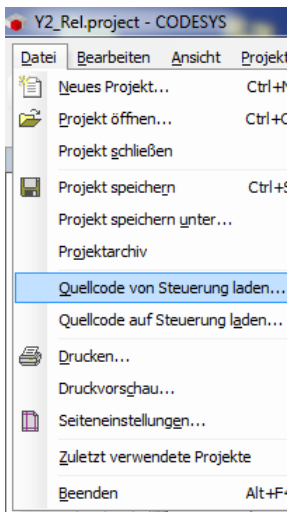 Y2_Rel.project - CODESYS
Datei Bearbeiten Ansicht Projekt
Neues Projekt... Ctrl+N
Projekt öffnen... Ctrl+O
Projekt schließen
Projekt speichern Ctrl+S
Projekt speichern unter...
Projektarchiv
Quellcode von Steuerung laden...
Quellcode auf Steuerung laden...
Drucken...
Druckvorschau...
Seiteneinstellungen...
Zuletzt verwendete Projekte
Beenden Alt+F4